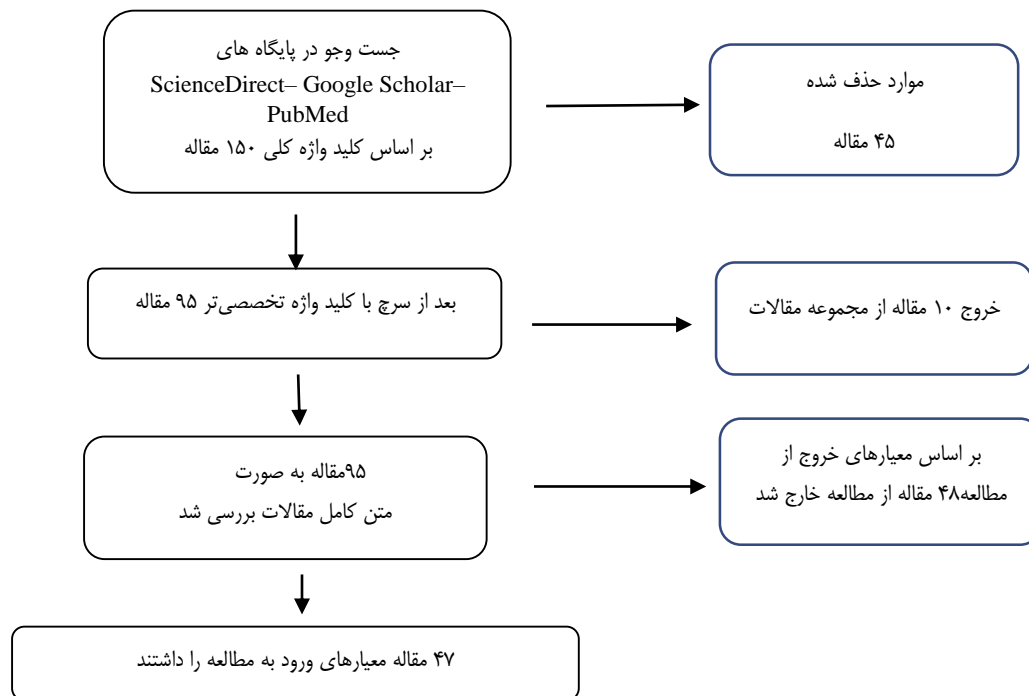 جست وجو در پایگاه های
ScienceDirect– Google Scholar–
PubMed
بر اساس کلید واژه کلی ۱۵۰ مقاله
موارد حذف شده
۴۵ مقاله
بعد از سرچ با کلید واژه تخصصی‌تر ۹۵ مقاله
خروج ۱۰ مقاله از مجموعه مقالات
۹۵مقاله به صورت
متن کامل مقالات بررسی شد
بر اساس معیارهای خروج از
مطالعه۴۸ مقاله از مطالعه خارج شد
۴۷ مقاله معیارهای ورود به مطالعه را داشتند